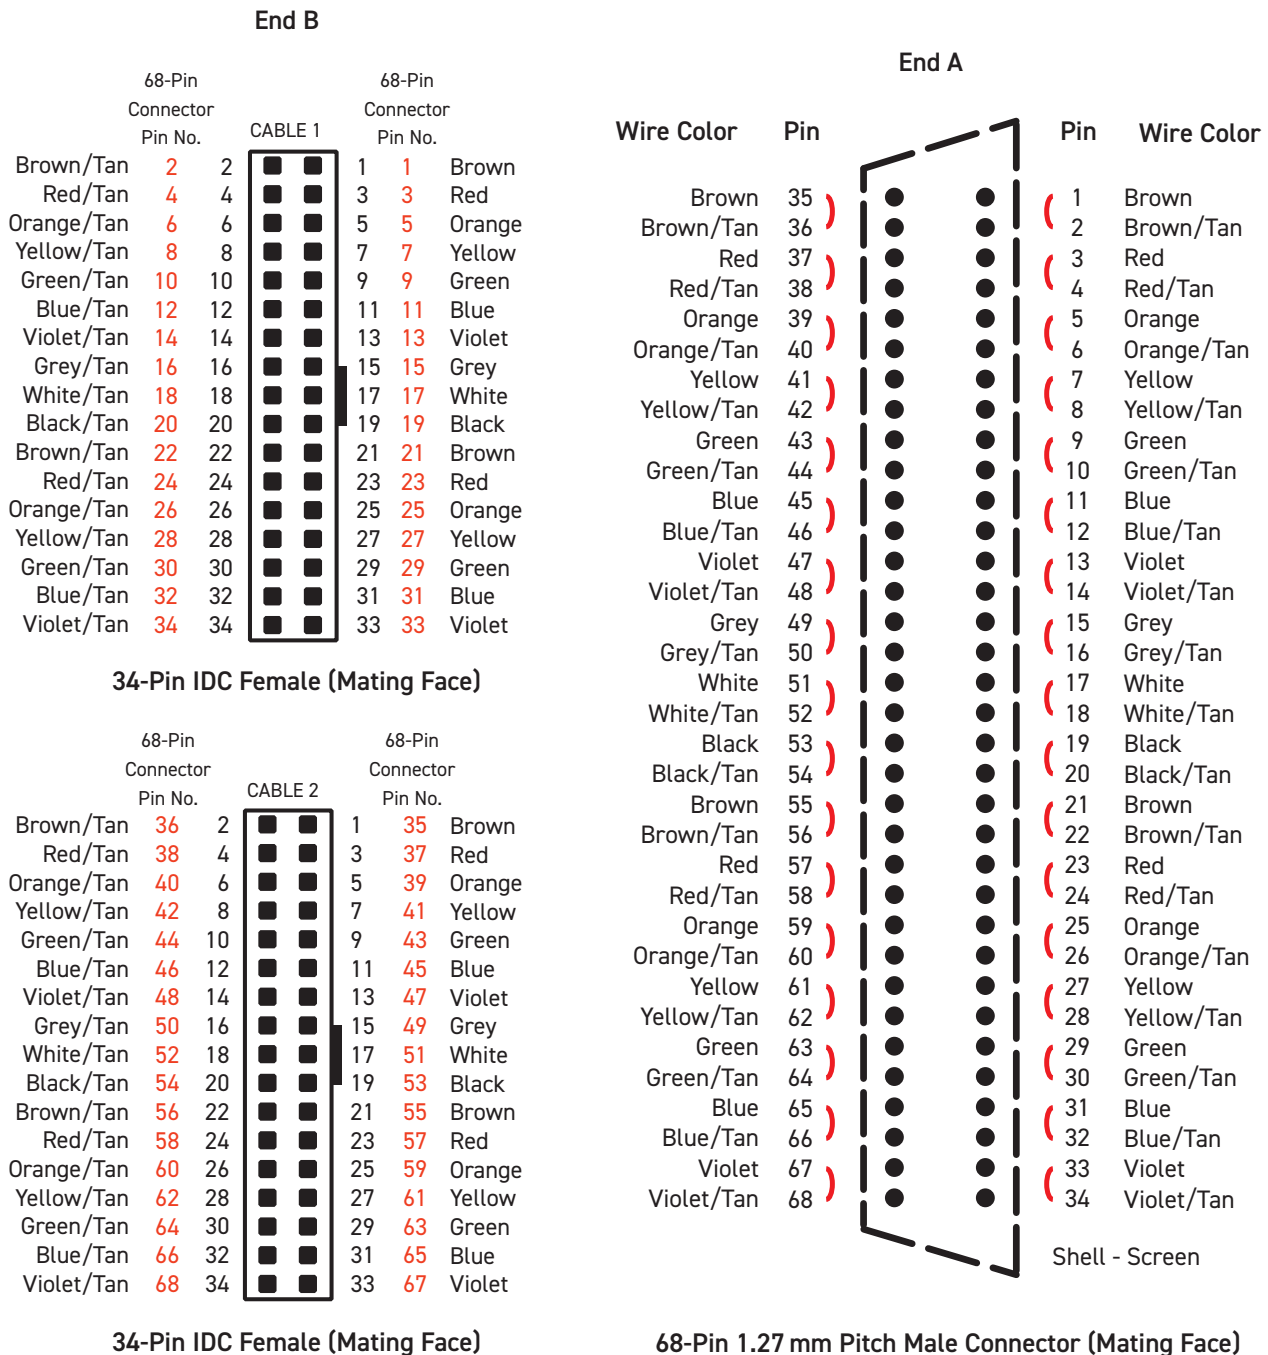 End B
68-Pin Connector Pin No.
CABLE 1
68-Pin Connector Pin No.
Brown/Tan 2 2 1 1 Brown
Red/Tan 4 4 3 3 Red
Orange/Tan 6 6 5 5 Orange
Yellow/Tan 8 8 7 7 Yellow
Green/Tan 10 10 9 9 Green
Blue/Tan 12 12 11 11 Blue
Violet/Tan 14 14 13 13 Violet
Grey/Tan 16 16 15 15 Grey
White/Tan 18 18 17 17 White
Black/Tan 20 20 19 19 Black
Brown/Tan 22 22 21 21 Brown
Red/Tan 24 24 23 23 Red
Orange/Tan 26 26 25 25 Orange
Yellow/Tan 28 28 27 27 Yellow
Green/Tan 30 30 29 29 Green
Blue/Tan 32 32 31 31 Blue
Violet/Tan 34 34 33 33 Violet
34-Pin IDC Female (Mating Face)
68-Pin Connector Pin No.
CABLE 2
68-Pin Connector Pin No.
Brown/Tan 36 2 1 35 Brown
Red/Tan 38 4 3 37 Red
Orange/Tan 40 6 5 39 Orange
Yellow/Tan 42 8 7 41 Yellow
Green/Tan 44 10 9 43 Green
Blue/Tan 46 12 11 45 Blue
Violet/Tan 48 14 13 47 Violet
Grey/Tan 50 16 15 49 Grey
White/Tan 52 18 17 51 White
Black/Tan 54 20 19 53 Black
Brown/Tan 56 22 21 55 Brown
Red/Tan 58 24 23 57 Red
Orange/Tan 60 26 25 59 Orange
Yellow/Tan 62 28 27 61 Yellow
Green/Tan 64 30 29 63 Green
Blue/Tan 66 32 31 65 Blue
Violet/Tan 68 34 33 67 Violet
34-Pin IDC Female (Mating Face)
End A
Wire Color Pin Pin Wire Color
Brown 35 1 Brown
Brown/Tan 36 2 Brown/Tan
Red 37 3 Red
Red/Tan 38 4 Red/Tan
Orange 39 5 Orange
Orange/Tan 40 6 Orange/Tan
Yellow 41 7 Yellow
Yellow/Tan 42 8 Yellow/Tan
Green 43 9 Green
Green/Tan 44 10 Green/Tan
Blue 45 11 Blue
Blue/Tan 46 12 Blue/Tan
Violet 47 13 Violet
Violet/Tan 48 14 Violet/Tan
Grey 49 15 Grey
Grey/Tan 50 16 Grey/Tan
White 51 17 White
White/Tan 52 18 White/Tan
Black 53 19 Black
Black/Tan 54 20 Black/Tan
Brown 55 21 Brown
Brown/Tan 56 22 Brown/Tan
Red 57 23 Red
Red/Tan 58 24 Red/Tan
Orange 59 25 Orange
Orange/Tan 60 26 Orange/Tan
Yellow 61 27 Yellow
Yellow/Tan 62 28 Yellow/Tan
Green 63 29 Green
Green/Tan 64 30 Green/Tan
Blue 65 31 Blue
Blue/Tan 66 32 Blue/Tan
Violet 67 33 Violet
Violet/Tan 68 34 Violet/Tan
Shell - Screen
68-Pin 1.27 mm Pitch Male Connector (Mating Face)